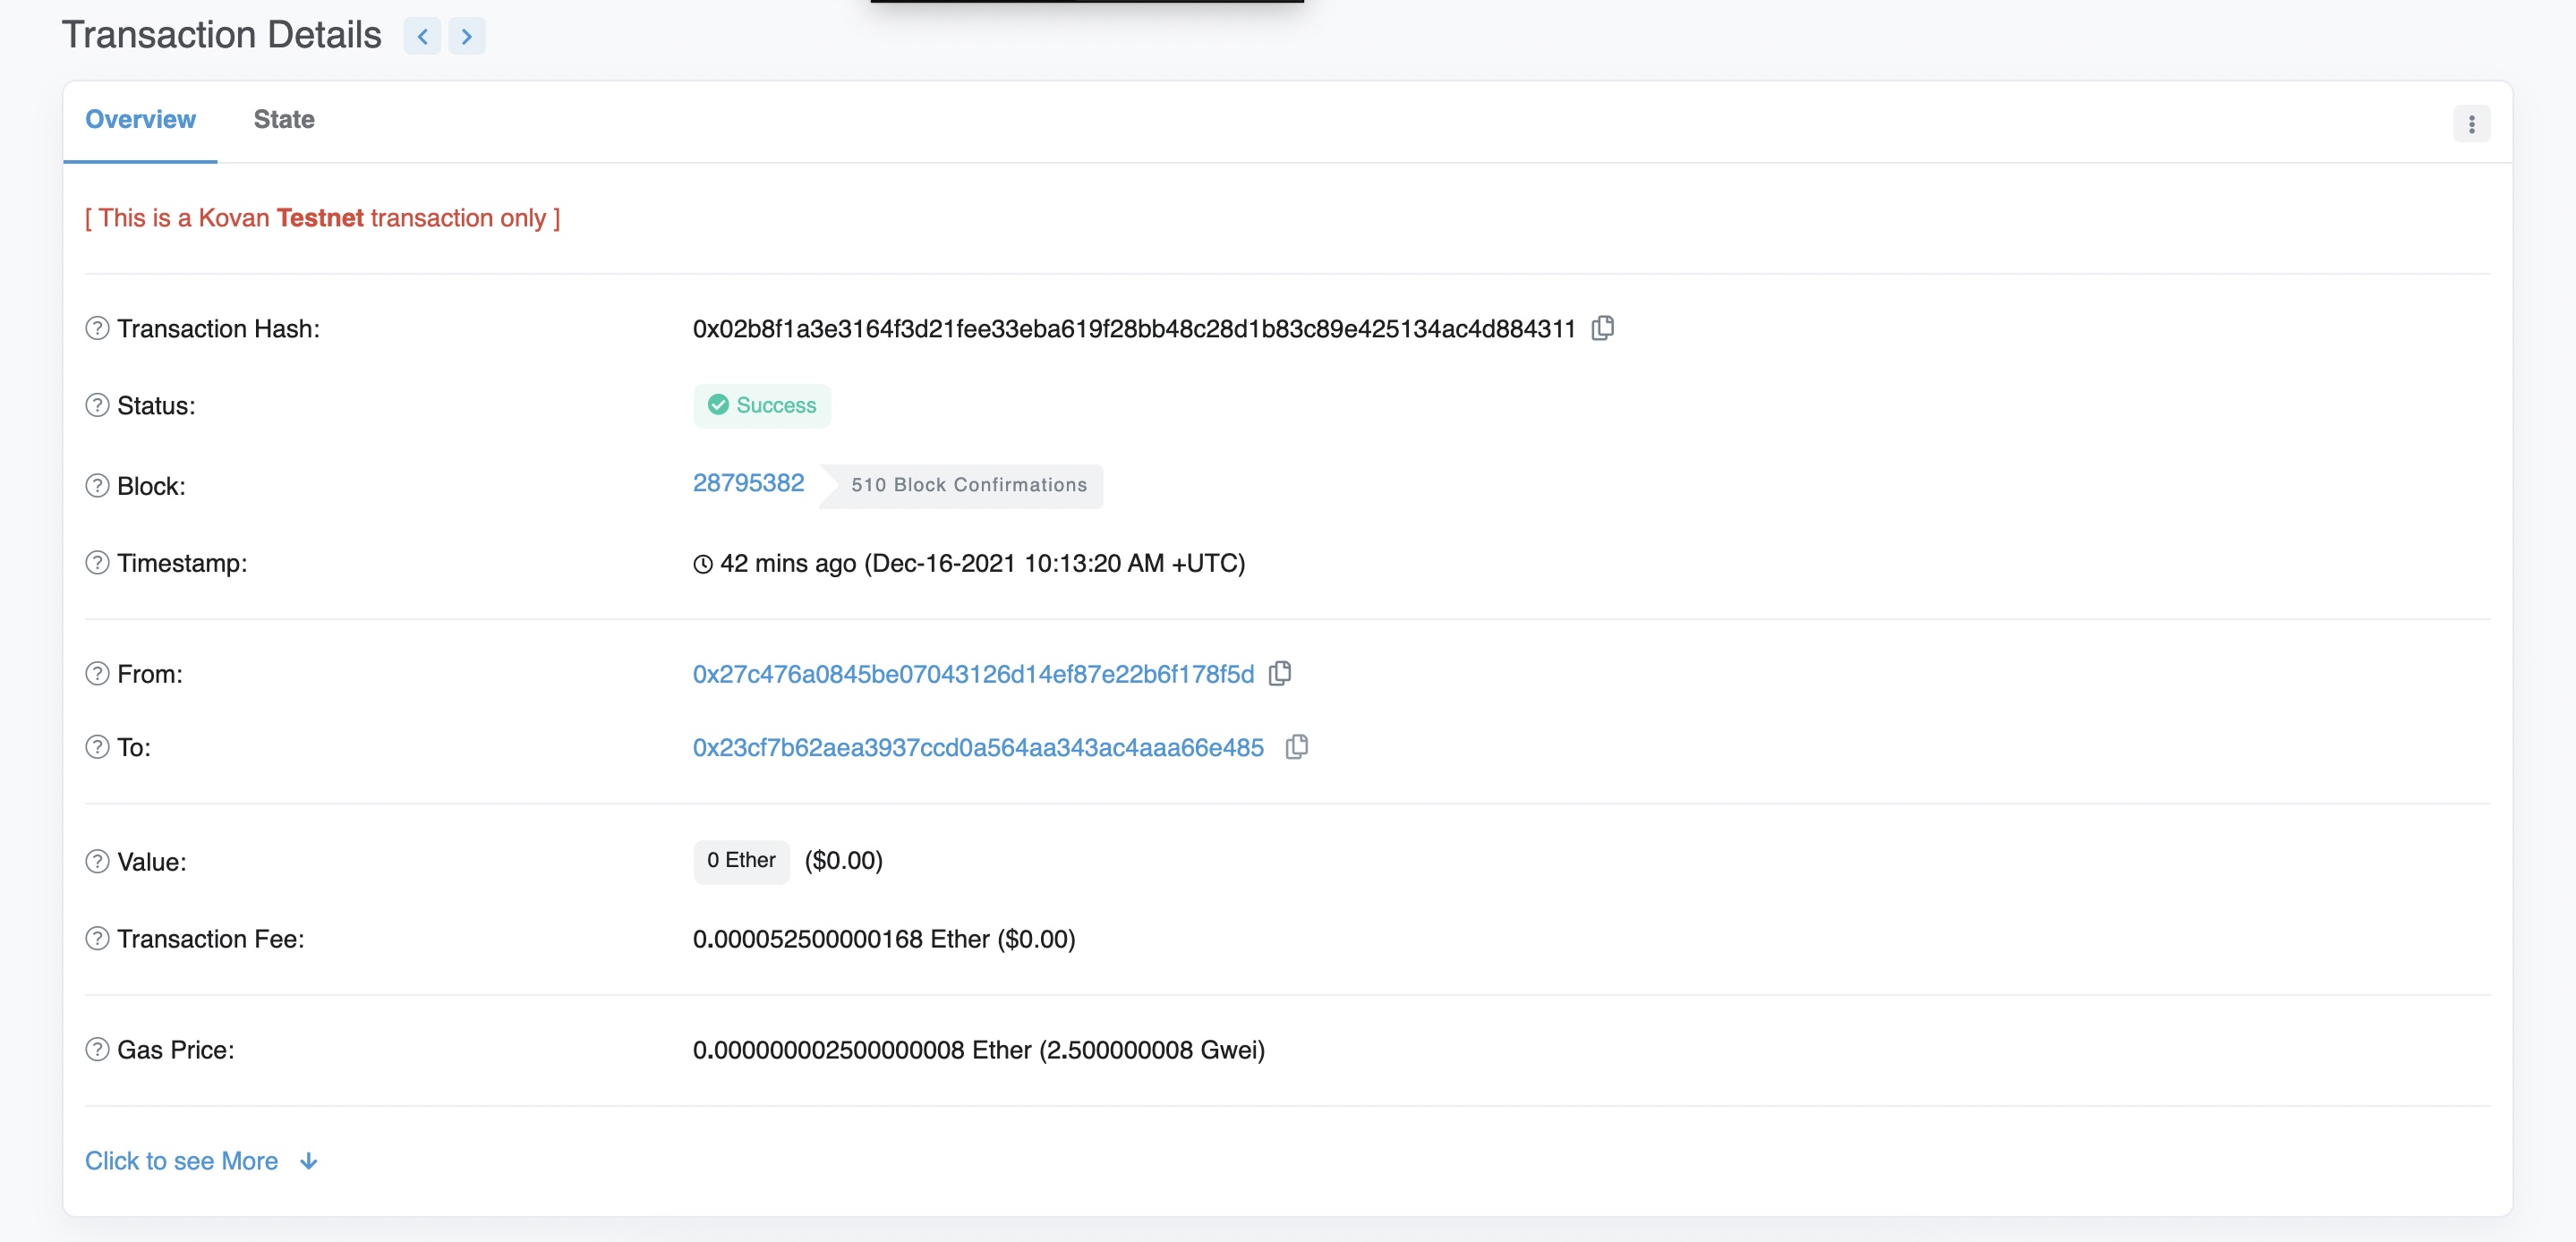 Transaction Details
Overview State
[ This is a Kovan Testnet transaction only ]
Transaction Hash: 0x02b8f1a3e3164f3d21fee33eba619f28bb48c28d1b83c89e425134ac4d884311
Status: Success
Block: 28795382 510 Block Confirmations
Timestamp: 42 mins ago (Dec-16-2021 10:13:20 AM +UTC)
From: 0x27c476a0845be07043126d14ef87e22b6f178f5d
To: 0x23cf7b62aea3937ccd0a564aa343ac4aaa66e485
Value: 0 Ether ($0.00)
Transaction Fee: 0.000052500000168 Ether ($0.00)
Gas Price: 0.000000002500000008 Ether (2.500000008 Gwei)
Click to see More